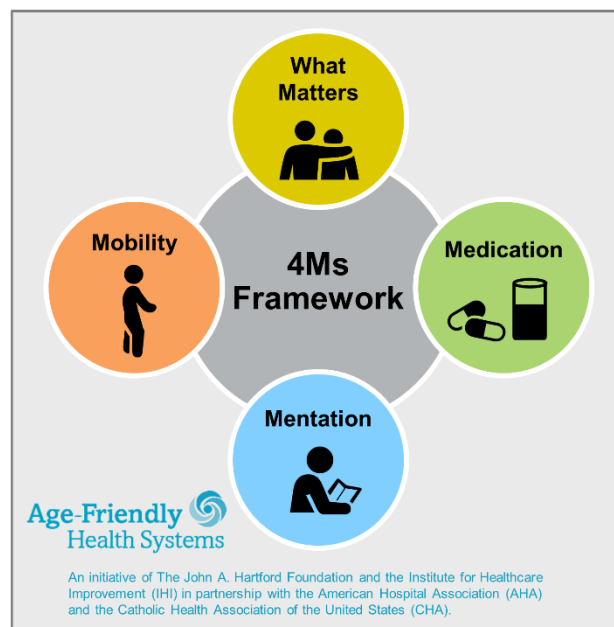 What
Matters
Mobility
4Ms
Framework
Medication
Mentation
Age-Friendly
Health Systems
An initiative of The John A. Hartford Foundation and the Institute for Healthcare
Improvement (IHI) in partnership with the American Hospital Association (AHA)
and the Catholic Health Association of the United States (CHA).